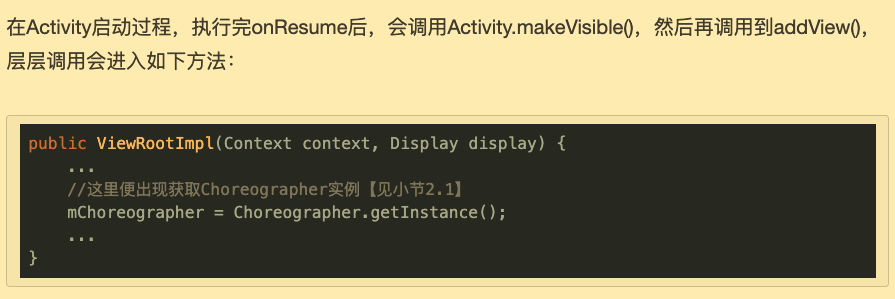 在Activity启动过程，执行完onResume后，会调用Activity.makeVisible()，然后再调用到addView()，
层层调用会进入如下方法：
public ViewRootImpl(Context context, Display display) {
    ...
    //这里便出现获取Choreographer实例【见小节2.1】
    mChoreographer = Choreographer.getInstance();
    ...
}